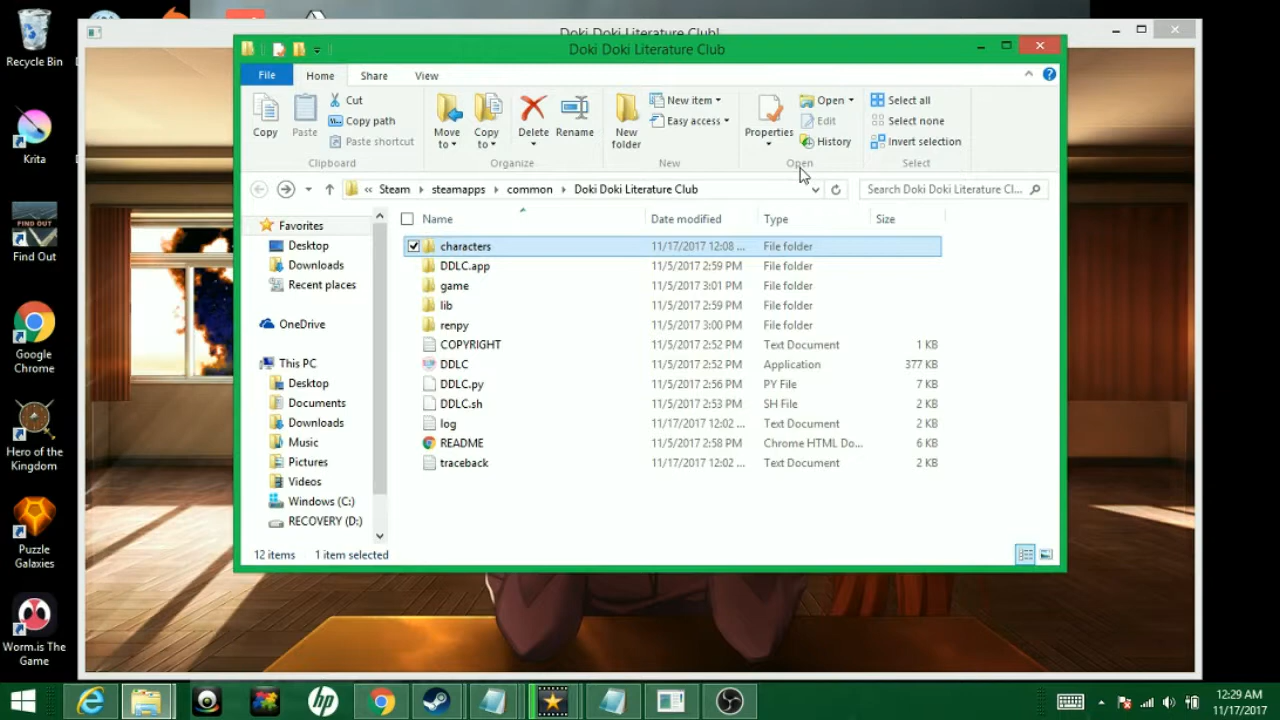 Doki Doki Literature Club!
Doki Doki Literature Club
File Home Share View
Copy
Paste
Cut
Copy path
Paste shortcut
Clipboard
Move to
Copy to
Delete
Rename
Organize
New folder
New item
Easy access
New
Properties
Open
Edit
History
Open
Select all
Select none
Invert selection
Select
« Steam steamapps common Doki Doki Literature Club
Search Doki Doki Literature Cl...
Name Date modified Type Size
characters 11/17/2017 12:08 ... File folder
DDLC.app 11/5/2017 2:59 PM File folder
game 11/5/2017 3:01 PM File folder
lib 11/5/2017 2:59 PM File folder
renpy 11/5/2017 3:00 PM File folder
COPYRIGHT 11/5/2017 2:52 PM Text Document 1 KB
DDLC 11/5/2017 2:52 PM Application 377 KB
DDLC.py 11/5/2017 2:56 PM PY File 7 KB
DDLC.sh 11/5/2017 2:53 PM SH File 2 KB
log 11/17/2017 12:02 ... Text Document 2 KB
README 11/5/2017 2:58 PM Chrome HTML Do... 6 KB
traceback 11/17/2017 12:02 ... Text Document 2 KB
Favorites
Desktop
Downloads
Recent places
OneDrive
This PC
Desktop
Documents
Downloads
Music
Pictures
Videos
Windows (C:)
RECOVERY (D:)
12 items 1 item selected
Recycle Bin
Krita
FIND OUT
Find Out
Google
Chrome
Hero of the
Kingdom
Puzzle
Galaxies
Worm.is The
Game
hp
12:29 AM
11/17/2017